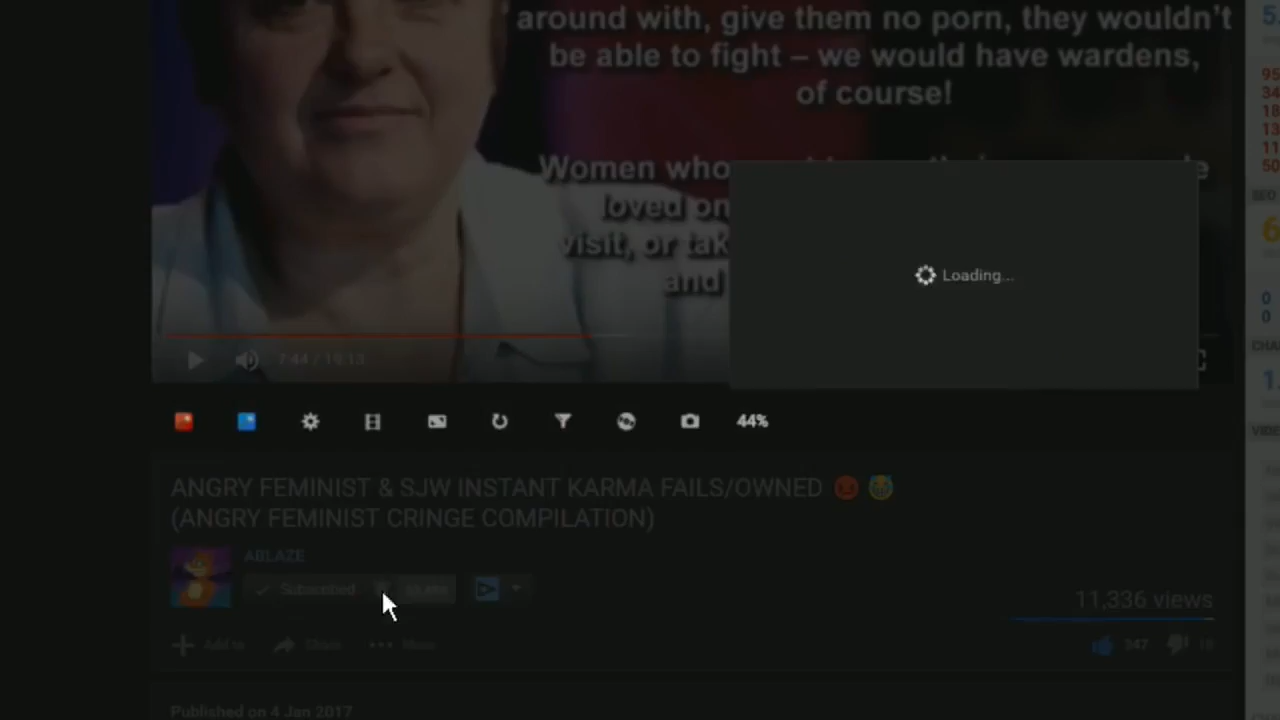 around with, give them no porn, they wouldn't
be able to fight – we would have wardens,
of course!
Women who
loved on
visit, or tak
and
Loading...
7:44 / 19:13
44%
ANGRY FEMINIST & SJW INSTANT KARMA FAILS/OWNED
(ANGRY FEMINIST CRINGE COMPILATION)
ABLAZE
Subscribed
11,336 views
Add to Share More
347
Published on 4 Jan 2017